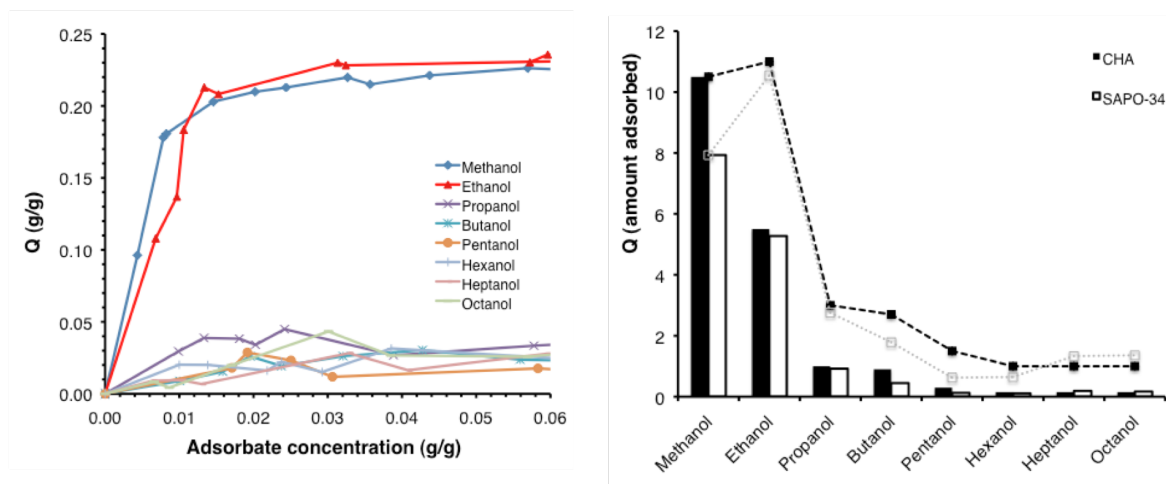 0.25
0.20
0.15
0.10
0.05
0.00
Q (g/g)
0.00
0.01
0.02
0.03
0.04
0.05
0.06
Adsorbate concentration (g/g)
Methanol
Ethanol
Propanol
Butanol
Pentanol
Hexanol
Heptanol
Octanol
12
10
8
6
4
2
0
Q (amount adsorbed)
CHA
SAPO-34
Methanol
Ethanol
Propanol
Butanol
Pentanol
Hexanol
Heptanol
Octanol